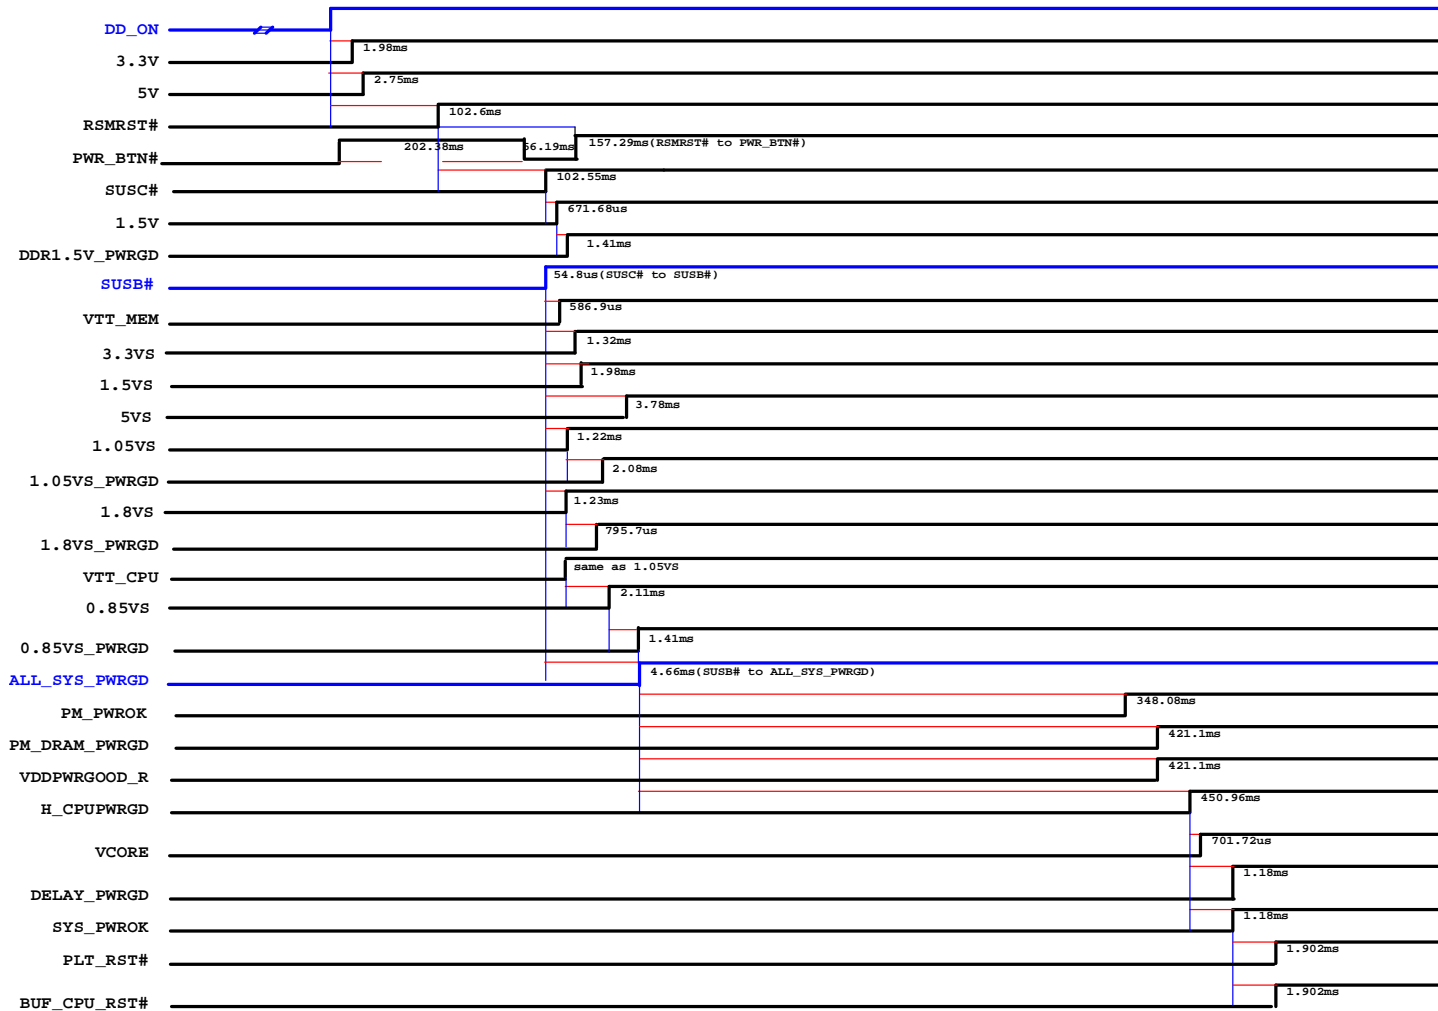 DD_ON
3.3V 1.98ms
5V 2.75ms
RSMRST# 102.6ms
PWR_BTN# 202.38ms 56.19ms 157.29ms(RSMRST# to PWR_BTN#)
SUSC# 102.55ms
1.5V 671.68us
DDR1.5V_PWRGD 1.41ms
SUSB# 54.8us(SUSC# to SUSB#)
VTT_MEM 586.9us
3.3VS 1.32ms
1.5VS 1.98ms
5VS 3.78ms
1.05VS 1.22ms
1.05VS_PWRGD 2.08ms
1.8VS 1.23ms
1.8VS_PWRGD 795.7us
VTT_CPU same as 1.05VS
0.85VS 2.11ms
0.85VS_PWRGD 1.41ms
ALL_SYS_PWRGD 4.66ms(SUSB# to ALL_SYS_PWRGD)
PM_PWROK 348.08ms
PM_DRAM_PWRGD 421.1ms
VDDPWRGOOD_R 421.1ms
H_CPUPWRGD 450.96ms
VCORE 701.72us
DELAY_PWRGD 1.18ms
SYS_PWROK 1.18ms
PLT_RST# 1.902ms
BUF_CPU_RST# 1.902ms